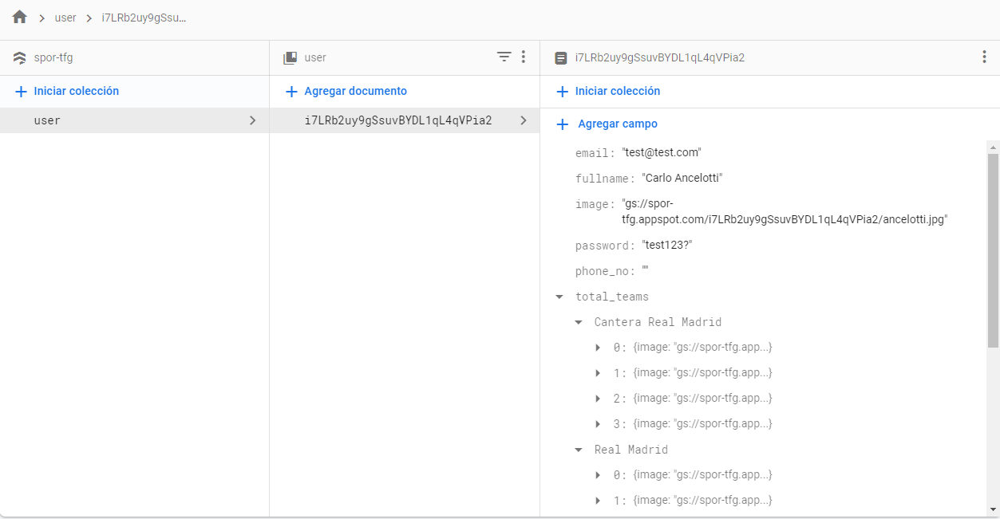 user i7LRb2uy9gSsu...
spor-tfg
Iniciar colección
user
user
Agregar documento
i7LRb2uy9gSsuvBYDL1qL4qVPia2
i7LRb2uy9gSsuvBYDL1qL4qVPia2
Iniciar colección
Agregar campo
email: "test@test.com"
fullname: "Carlo Ancelotti"
image: "gs://spor-
tfg.appspot.com/i7LRb2uy9gSsuvBYDL1qL4qVPia2/ancelotti.jpg"
password: "test123?"
phone_no: ""
total_teams
Cantera Real Madrid
0: {image: "gs://spor-tfg.app...}
1: {image: "gs://spor-tfg.app...}
2: {image: "gs://spor-tfg.app...}
3: {image: "gs://spor-tfg.app...}
Real Madrid
0: {image: "gs://spor-tfg.app...}
1: {image: "gs://spor-tfg.app...}